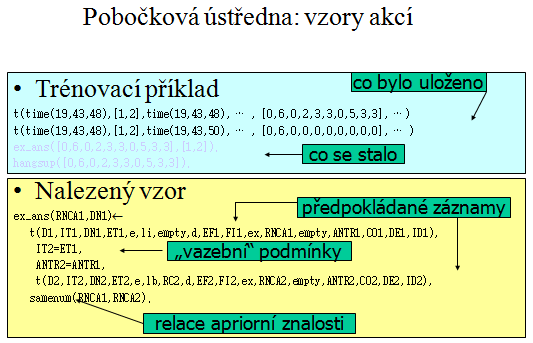 Pobočková ústředna: vzory akcí
• Trénovací příklad
co bylo uloženo
t(time(19,43,48),[1,2],time(19,43,48),… , [0,6,0,2,3,3,0,5,3,3], …)
t(time(19,43,48),[1,2],time(19,43,50),… , [0,6,0,0,0,0,0,0,0], … )
ex_ans([0,6,0,2,3,3,0,5,3,3],[1,2]).
hangsup([0,6,0,2,3,3,0,5,3,3]).
co se stalo
• Nalezený vzor
ex_ans(RNCA1,DN1)←
předpokládané záznamy
t(D1,IT1,DN1,ET1,e,li,empty,d,EF1,FI1,ex,RNCA1,empty,ANTR1,CO1,DE1,ID1),
IT2=ET1,
„vazební“ podmínky
ANTR2=ANTR1,
t(D2,IT2,DN2,ET2,e,lb,RC2,d,EF2,FI2,ex,RNCA2,empty,ANTR2,CO2,DE2,ID2),
samenum(RNCA1,RNCA2).
relace apriorní znalosti